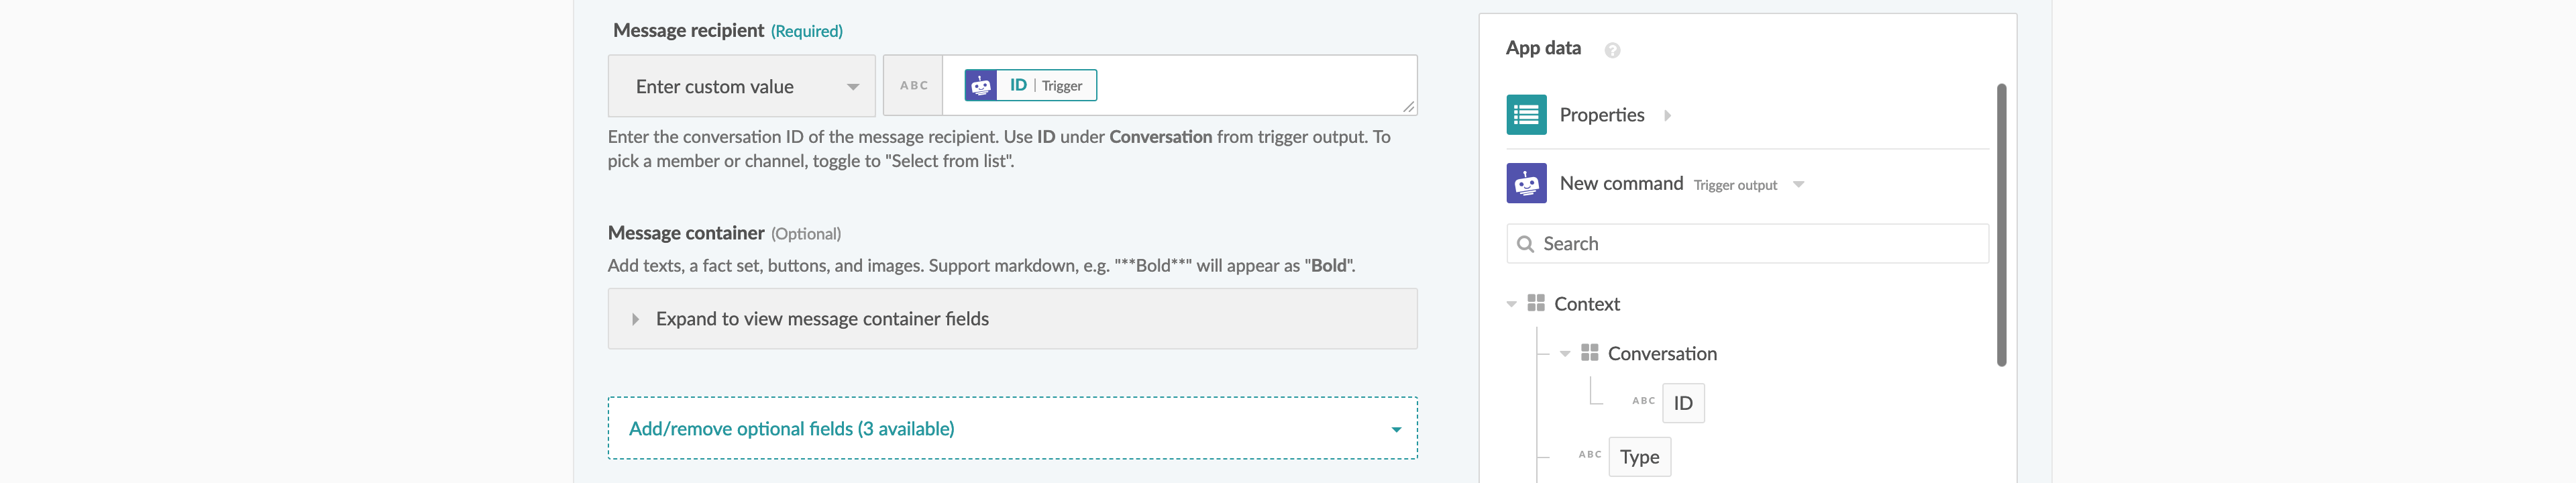 Message recipient (Required)
Enter custom value
ABC
ID | Trigger
Enter the conversation ID of the message recipient. Use ID under Conversation from trigger output. To
pick a member or channel, toggle to "Select from list".
Message container (Optional)
Add texts, a fact set, buttons, and images. Support markdown, e.g. "**Bold**" will appear as "Bold".
Expand to view message container fields
Add/remove optional fields (3 available)
App data ?
Properties
New command Trigger output
Search
Context
Conversation
ABC ID
ABC Type